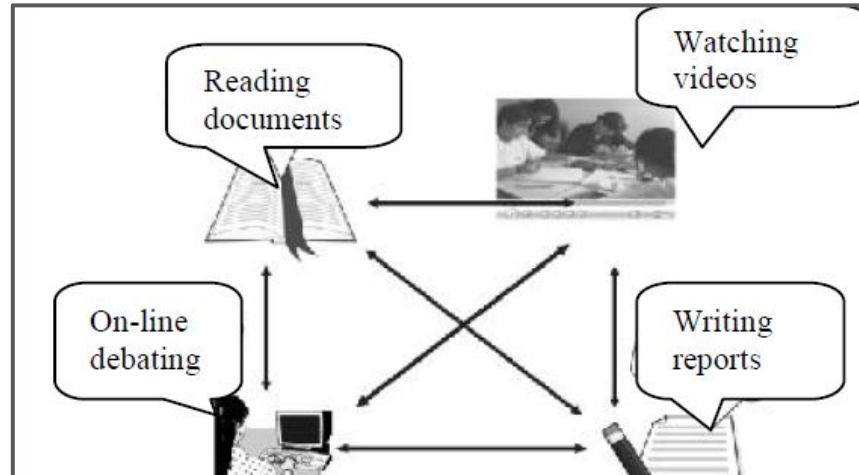 Reading
documents
Watching
videos
On-line
debating
Writing
reports